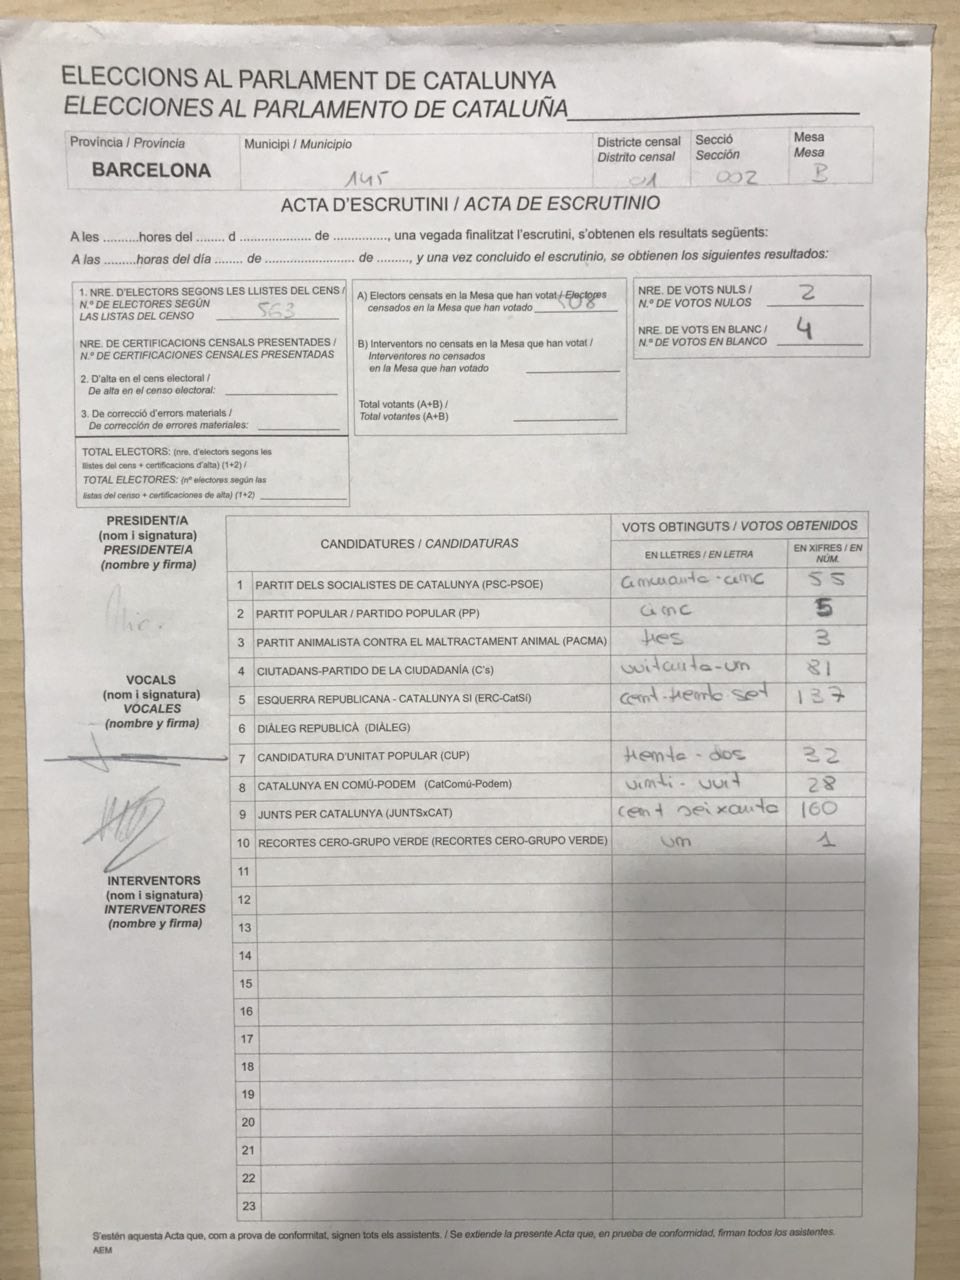 ELECCIONS AL PARLAMENT DE CATALUNYA
ELECCIONES AL PARLAMENTO DE CATALUÑA
Província / Provincia
BARCELONA
Municipi / Municipio
145
Districte censal
Distrito censal
01
Secció
Sección
002
Mesa
Mesa
B
ACTA D'ESCRUTINI / ACTA DE ESCRUTINIO
A les ..........hores del ........ d .................... de ..............., una vegada finalitzat l'escrutini, s'obtenen els resultats següents:
A las .........horas del día ........ de ......................... de ........., y una vez concluido el escrutinio, se obtienen los siguientes resultados:
1. NRE. D'ELECTORS SEGONS LES LLISTES DEL CENS /
N.º DE ELECTORES SEGÚN
LAS LISTAS DEL CENSO 563
NRE. DE CERTIFICACIONS CENSALS PRESENTADES /
N.º DE CERTIFICACIONES CENSALES PRESENTADAS
2. D'alta en el cens electoral /
De alta en el censo electoral:
3. De correcció d'errors materials /
De corrección de errores materiales:
TOTAL ELECTORS: (nre. d'electors segons les
llistes del cens + certificacions d'alta) (1+2) /
TOTAL ELECTORES: (nº electores según las
listas del censo + certificaciones de alta) (1+2)
A) Electors censats en la Mesa que han votat / Electores
censados en la Mesa que han votado 508
B) Interventors no censats en la Mesa que han votat /
Interventores no censados
en la Mesa que han votado
Total votants (A+B) /
Total votantes (A+B)
NRE. DE VOTS NULS /
N.º DE VOTOS NULOS 2
NRE. DE VOTS EN BLANC /
N.º DE VOTOS EN BLANCO 4
PRESIDENT/A
(nom i signatura)
PRESIDENTE/A
(nombre y firma)
VOCALS
(nom i signatura)
VOCALES
(nombre y firma)
INTERVENTORS
(nom i signatura)
INTERVENTORES
(nombre y firma)
CANDIDATURES / CANDIDATURAS
VOTS OBTINGUTS / VOTOS OBTENIDOS
EN LLETRES / EN LETRA
EN XIFRES / EN NÚM.
1 PARTIT DELS SOCIALISTES DE CATALUNYA (PSC-PSOE) cinquanta-cinc 55
2 PARTIT POPULAR / PARTIDO POPULAR (PP) cinc 5
3 PARTIT ANIMALISTA CONTRA EL MALTRACTAMENT ANIMAL (PACMA) tres 3
4 CIUTADANS-PARTIDO DE LA CIUDADANÍA (C's) vuitanta-un 81
5 ESQUERRA REPUBLICANA - CATALUNYA SÍ (ERC-CatSí) cent-trenta set 137
6 DIÀLEG REPUBLICÀ (DIÀLEG)
7 CANDIDATURA D'UNITAT POPULAR (CUP) trenta-dos 32
8 CATALUNYA EN COMÚ-PODEM (CatComú-Podem) vinti-vuit 28
9 JUNTS PER CATALUNYA (JUNTSxCAT) cent seixanta 160
10 RECORTES CERO-GRUPO VERDE (RECORTES CERO-GRUPO VERDE) un 1
11
12
13
14
15
16
17
18
19
20
21
22
23
S'estén aquesta Acta que, com a prova de conformitat, signen tots els assistents. / Se extiende la presente Acta que, en prueba de conformidad, firman todos los asistentes.
AEM